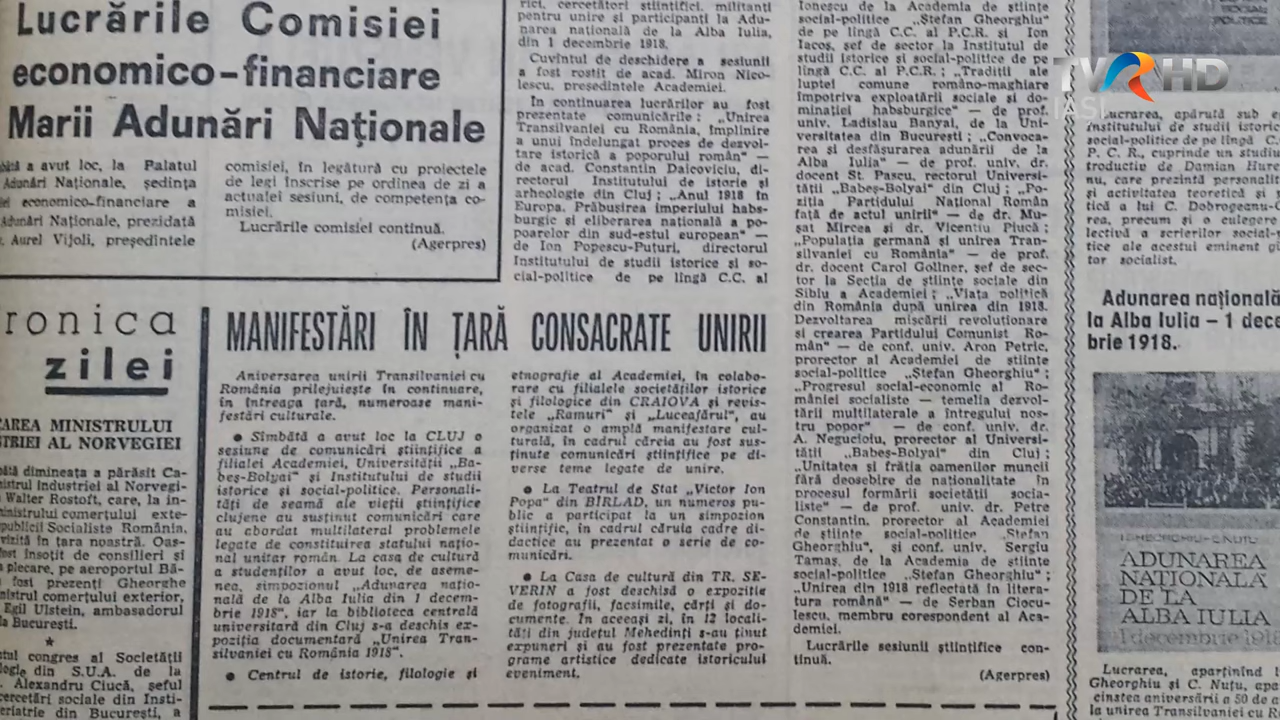 Lucrările Comisiei
economico-financiare
Marii Adunări Naționale
a avut loc, la Palatul
Adunări Naționale, ședința
economico-financiare a
Adunări Naționale, prezidată
Aurel Vijoli, președintele
comisiei, în legătură cu proiectele
de legi înscrise pe ordinea de zi a
actualei sesiuni, de competența co-
misiei.
Lucrările comisiei continuă.
(Agerpres)
ronica
zilei
CAREA MINISTRULUI
STRIEI AL NORVEGIEI
dimineața a părăsit Ca-
nistrul Industriei al Norvegi-
Walter Rostoft, care, la in-
ministrului comerțului exte-
publicii Socialiste România,
vizită în țara noastră. Oas-
fost însoțit de consilieri și
plecare, pe aeroportul Bă-
fost prezenți Gheorghe
nistrul comerțului exterior,
Egil Ulstein, ambasadorul
la București.
★
congres al Societății
din S.U.A. de la
Alexandru Ciucă, șeful
cercetări sociale din Insti-
din București, a
MANIFESTĂRI ÎN ȚARĂ CONSACRATE UNIRII
Aniversarea unirii Transilvaniei cu
România prilejuiește în continuare,
în întreaga țară, numeroase mani-
festări culturale.
● Sîmbătă a avut loc la CLUJ o
sesiune de comunicări științifice a
filialei Academiei, Universității „Ba-
beș-Bolyai” și Institutului de studii
istorice și social-politice. Personali-
tăți de seamă ale vieții științifice
clujene au susținut comunicări care
au abordat multilateral problemele
legate de constituirea statului națio-
nal unitar român. La casa de cultură
a studenților a avut loc, de aseme-
nea, simpozionul „Adunarea națio-
nală de la Alba Iulia din 1 decem-
brie 1918”, iar la biblioteca centrală
universitară din Cluj s-a deschis ex-
poziția documentară „Unirea Tran-
silvaniei cu România 1918”.
● Centrul de istorie, filologie și
etnografie al Academiei, în colabo-
rare cu filialele societăților istorice
și filologice din CRAIOVA și revis-
tele „Ramuri” și „Luceafărul”, au
organizat o amplă manifestare cul-
turală, în cadrul căreia au fost sus-
ținute comunicări științifice pe di-
verse teme legate de unire.
● La Teatrul de Stat „Victor Ion
Popa” din BÎRLAD, un numeros pu-
blic a participat la un simpozion
științific, în cadrul căruia cadre di-
dactice au prezentat o serie de co-
municări.
● La Casa de cultură din TR. SE-
VERIN a fost deschisă o expoziție
de fotografii, facsimile, cărți și do-
cumente. În aceeași zi, în 12 locali-
tăți din județul Mehedinți s-au ținut
expuneri și au fost prezentate pro-
grame artistice dedicate istoricului
eveniment.
rici, cercetători științifici, militanți
pentru unire și participanți la Adu-
narea națională de la Alba Iulia,
din 1 decembrie 1918.
Cuvîntul de deschidere a sesiunii
a fost rostit de acad. Miron Nico-
lescu, președintele Academiei.
În continuarea lucrărilor au fost
prezentate comunicările : „Unirea
Transilvaniei cu România, împlinire
a unui îndelungat proces de dezvol-
tare istorică a poporului român” —
de acad. Constantin Daicoviciu, di-
rectorul Institutului de istorie și
arheologie din Cluj ; „Anul 1918 în
Europa. Prăbușirea imperiului habs-
burgic și eliberarea națională a po-
poarelor din sud-estul european” —
de Ion Popescu-Puțuri, directorul
Institutului de studii istorice și so-
cial-politice de pe lîngă C.C. al
Ionescu de la Academia de științe
social-politice „Ștefan Gheorghiu”
de pe lîngă C.C. al P.C.R. și Ion
Iacoș, șef de sector la Institutul de
studii istorice și social-politice de pe
lîngă C.C. al P.C.R. ; „Tradiții ale
luptei comune româno-maghiare
împotriva exploatării sociale și do-
minației habsburgice” — de prof.
univ. Ladislau Banyai, de la Uni-
versitatea din București ; „Convoca-
rea și desfășurarea adunării de la
Alba Iulia” — de prof. univ. dr.
docent Șt. Pascu, rectorul Universi-
tății „Babeș-Bolyai” din Cluj ; „Po-
ziția Partidului Național Român
față de actul unirii” — de dr. Mu-
șat Mircea și dr. Vicențiu Plucă ;
„Populația germană și unirea Tran-
silvaniei cu România” — de prof.
dr. docent Carol Gollner, șef de sec-
tor la Secția de științe sociale din
Sibiu a Academiei ; „Viața politică
din România după unirea din 1918.
Dezvoltarea mișcării revoluționare
și crearea Partidului Comunist Ro-
mân” — de conf. univ. Aron Petric,
prorector al Academiei de științe
social-politice „Ștefan Gheorghiu” ;
„Progresul social-economic al Ro-
mâniei socialiste — temelia dezvol-
tării multilaterale a întregului nos-
tru popor” — de conf. univ. dr.
A. Negucioiu, prorector al Universi-
tății „Babeș-Bolyai” din Cluj ;
„Unitatea și frăția oamenilor muncii
fără deosebire de naționalitate în
procesul formării societății socia-
liste” — de prof. univ. dr. Petre
Constantin, prorector al Academiei
de științe social-politice „Ștefan
Gheorghiu”, și conf. univ. Sergiu
Tamaș, de la Academia de științe
social-politice „Ștefan Gheorghiu” ;
„Unirea din 1918 reflectată în litera-
tura română” — de Șerban Ciocu-
lescu, membru corespondent al Aca-
demiei.
Lucrările sesiunii științifice con-
tinuă.
(Agerpres)
POLITICE
TVR HD
IAȘI
Lucrarea, apărută sub e
Institutului de studii istoric
social-politice de pe lîngă C
P. C. R., cuprinde un studiu
troductiv de Damian Hure
nu, care prezintă personalit
și activitatea teoretică și
tică a lui C. Dobrogeanu-G
rea, precum și o culegere
lectivă a scrierilor social-p
tice ale acestui eminent g
tor socialist.
Adunarea națională
la Alba Iulia – 1 dece
brie 1918.
I GHEORGHIU-C.NUȚU
ADUNAREA
NAȚIONALĂ
DE LA
ALBA IULIA
1 decembrie 1918
Lucrarea, aparținînd
Gheorghiu și C. Nuțu, apa
cinstea aniversării a 50 de a
la unirea Transilvaniei cu R